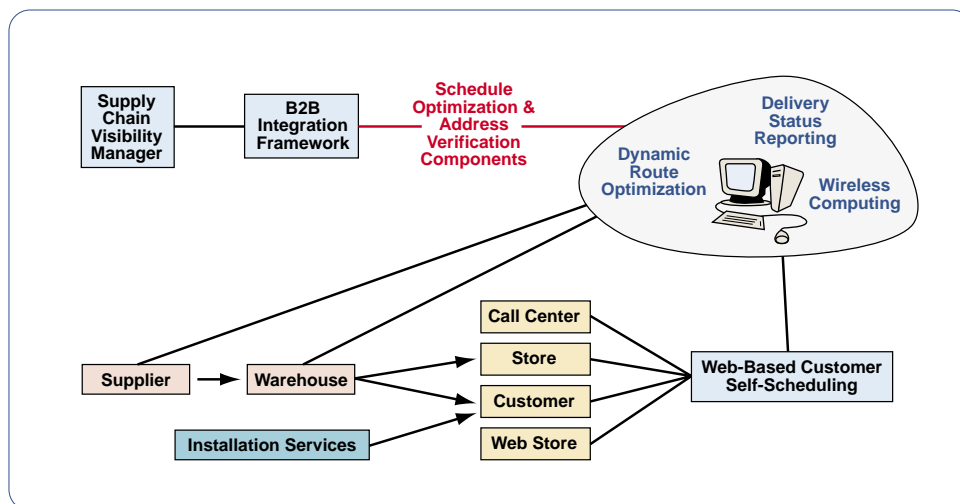 Supply
Chain
Visibility
Manager
B2B
Integration
Framework
Schedule
Optimization &
Address
Verification
Components
Delivery
Status
Reporting
Dynamic
Route
Optimization
Wireless
Computing
Call Center
Store
Customer
Web Store
Supplier
Warehouse
Installation Services
Web-Based Customer
Self-Scheduling